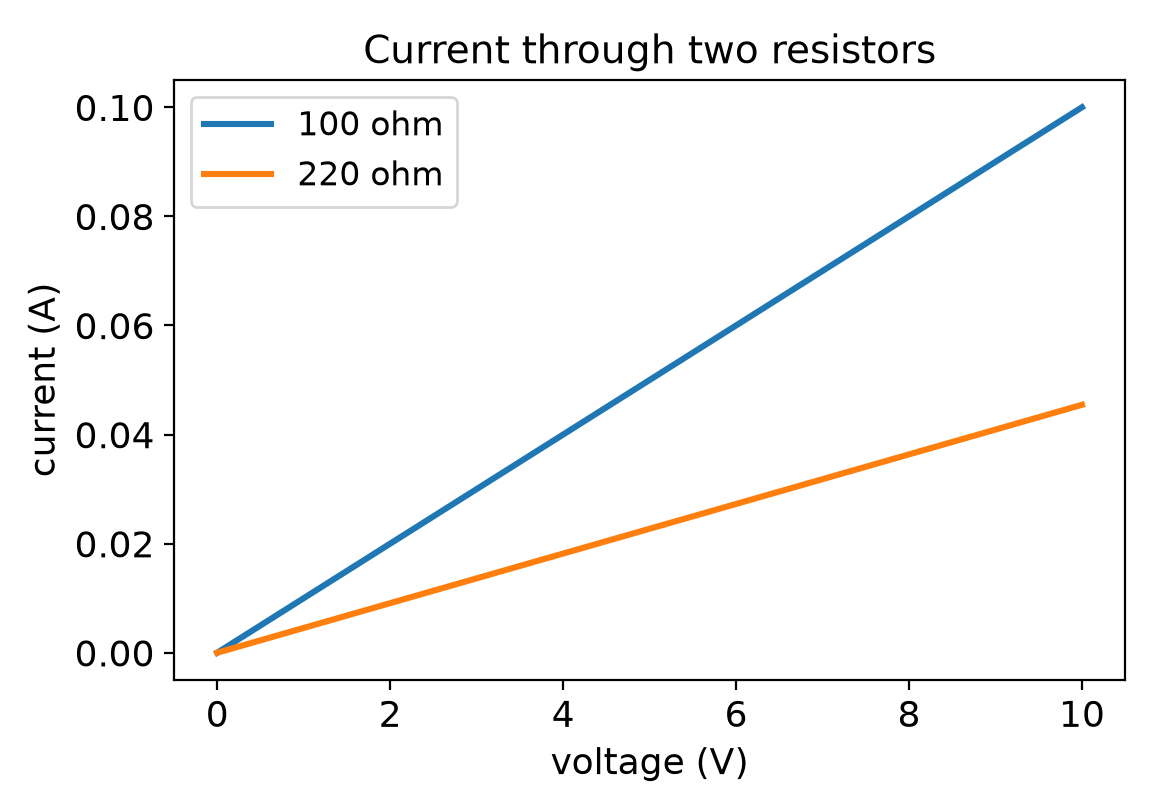 Current through two resistors
100 ohm
220 ohm
current (A)
0.10
0.08
0.06
0.04
0.02
0.00
0 2 4 6 8 10
voltage (V)